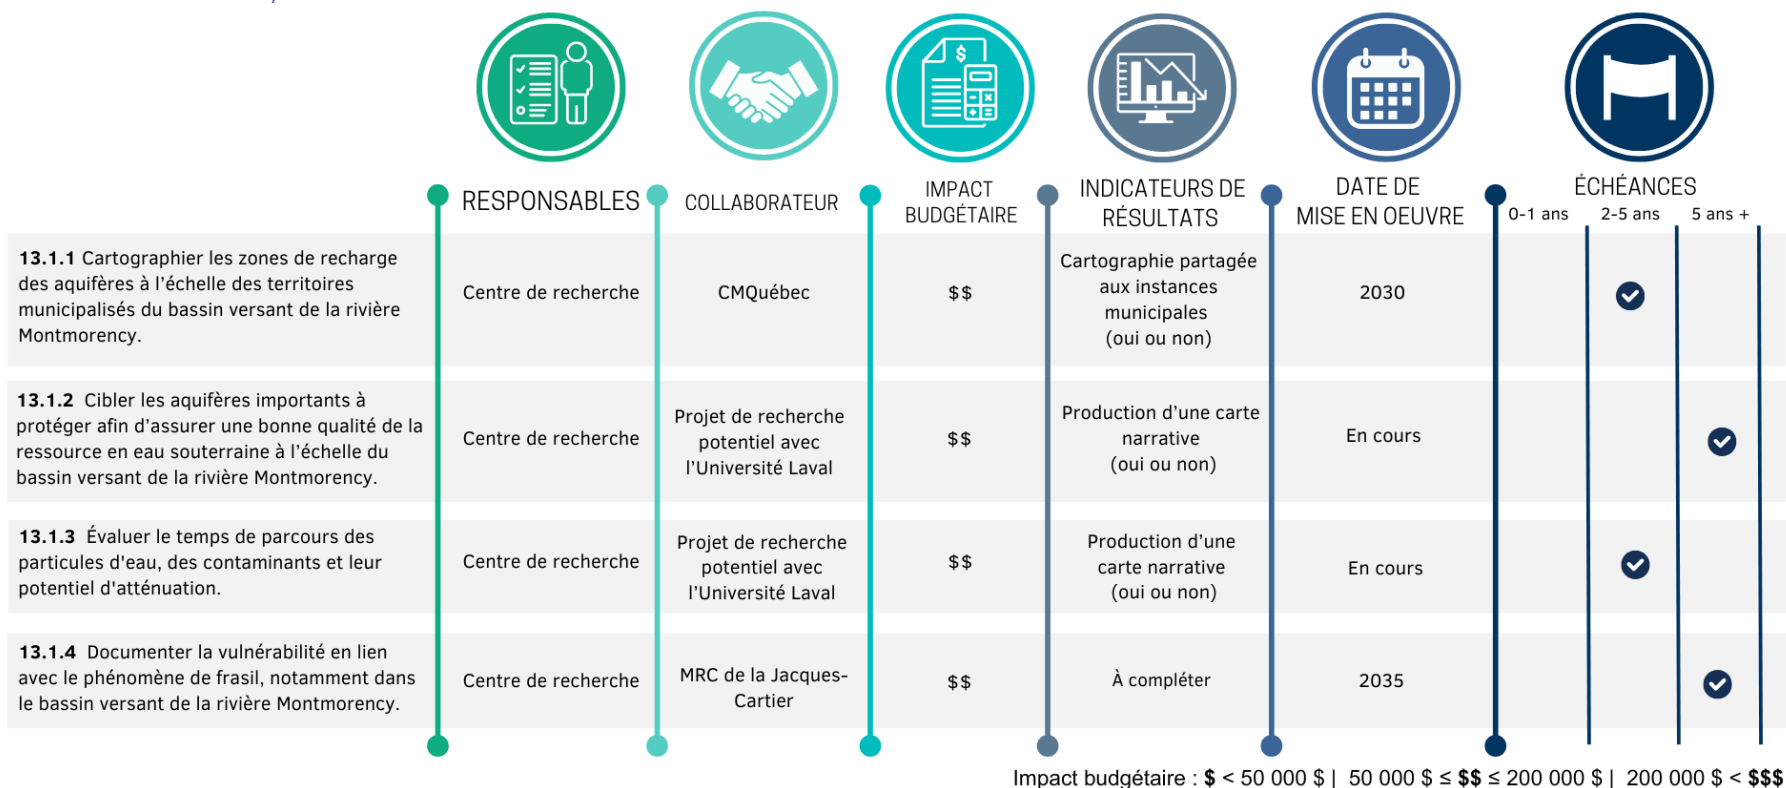 RESPONSABLES
COLLABORATEUR
IMPACT
BUDGÉTAIRE
INDICATEURS DE
RÉSULTATS
DATE DE
MISE EN OEUVRE
ÉCHÉANCES
0-1 ans
2-5 ans
5 ans +
13.1.1 Cartographier les zones de recharge
des aquifères à l'échelle des territoires
municipalisés du bassin versant de la rivière
Montmorency.
Centre de recherche
CMQuébec
$$
Cartographie partagée
aux instances
municipales
(oui ou non)
2030
13.1.2 Cibler les aquifères importants à
protéger afin d'assurer une bonne qualité de la
ressource en eau souterraine à l'échelle du
bassin versant de la rivière Montmorency.
Centre de recherche
Projet de recherche
potentiel avec
l'Université Laval
$$
Production d'une carte
narrative
(oui ou non)
En cours
13.1.3 Évaluer le temps de parcours des
particules d'eau, des contaminants et leur
potentiel d'atténuation.
Centre de recherche
Projet de recherche
potentiel avec
l'Université Laval
$$
Production d'une
carte narrative
(oui ou non)
En cours
13.1.4 Documenter la vulnérabilité en lien
avec le phénomène de frasil, notamment dans
le bassin versant de la rivière Montmorency.
Centre de recherche
MRC de la Jacques-
Cartier
$$
À compléter
2035
Impact budgétaire : $ < 50 000 $ | 50 000 $ ≤ $$ ≤ 200 000 $ | 200 000 $ < $$$